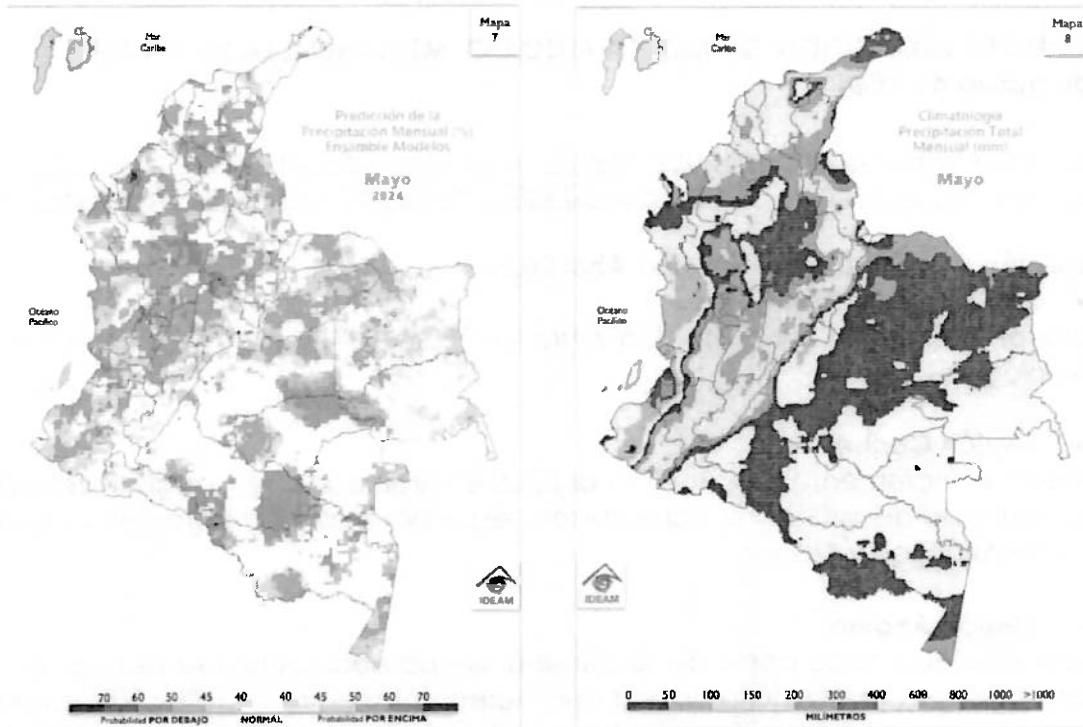 Mapa
7
Mar
Caribe
Predicción de la
Precipitación Mensual (%)
Ensamble Modelos
Mayo
2024
Océano
Pacífico
IDEAM
70 60 45 40 40 45 60 70
Probabilidad POR DEBAJO NORMAL Probabilidad POR ENCIMA
Mapa
8
Mar
Caribe
Climatología
Precipitación Total
Mensual (mm)
Mayo
Océano
Pacífico
IDEAM
0 50 100 150 200 300 400 600 800 1000 >1000
MILÍMETROS